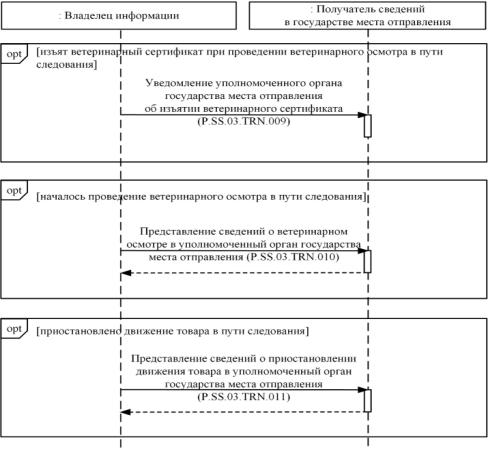 : Владелец информации
: Получатель сведений
в государстве места отправления
opt
[изъят ветеринарный сертификат при проведении ветеринарного осмотра в пути
следования]
Уведомление уполномоченного органа
государства места отправления
об изъятии ветеринарного сертификата
(P.SS.03.TRN.009)
opt
[началось проведение ветеринарного осмотра в пути следования]
Представление сведений о ветеринарном
осмотре в уполномоченный орган государства
места отправления (P.SS.03.TRN.010)
opt
[приостановлено движение товара в пути следования]
Представление сведений о приостановлении
движения товара в уполномоченный орган
государства места отправления
(P.SS.03.TRN.011)